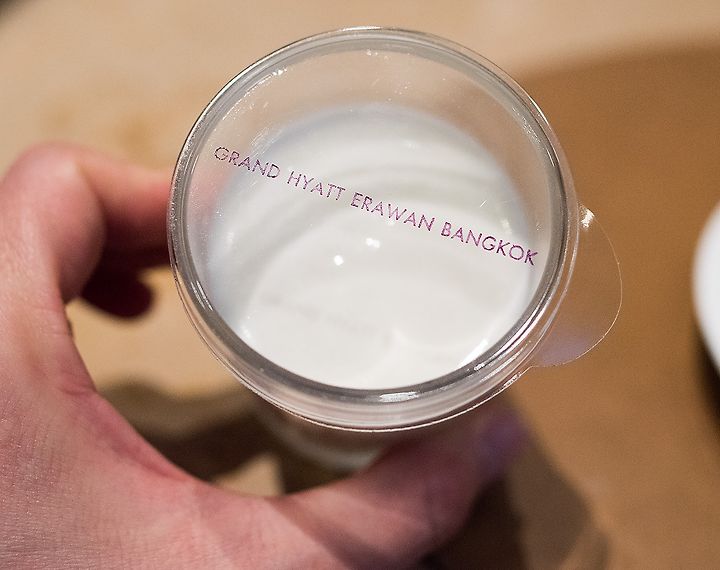 GRAND HYATT ERAWAN BANGKOK